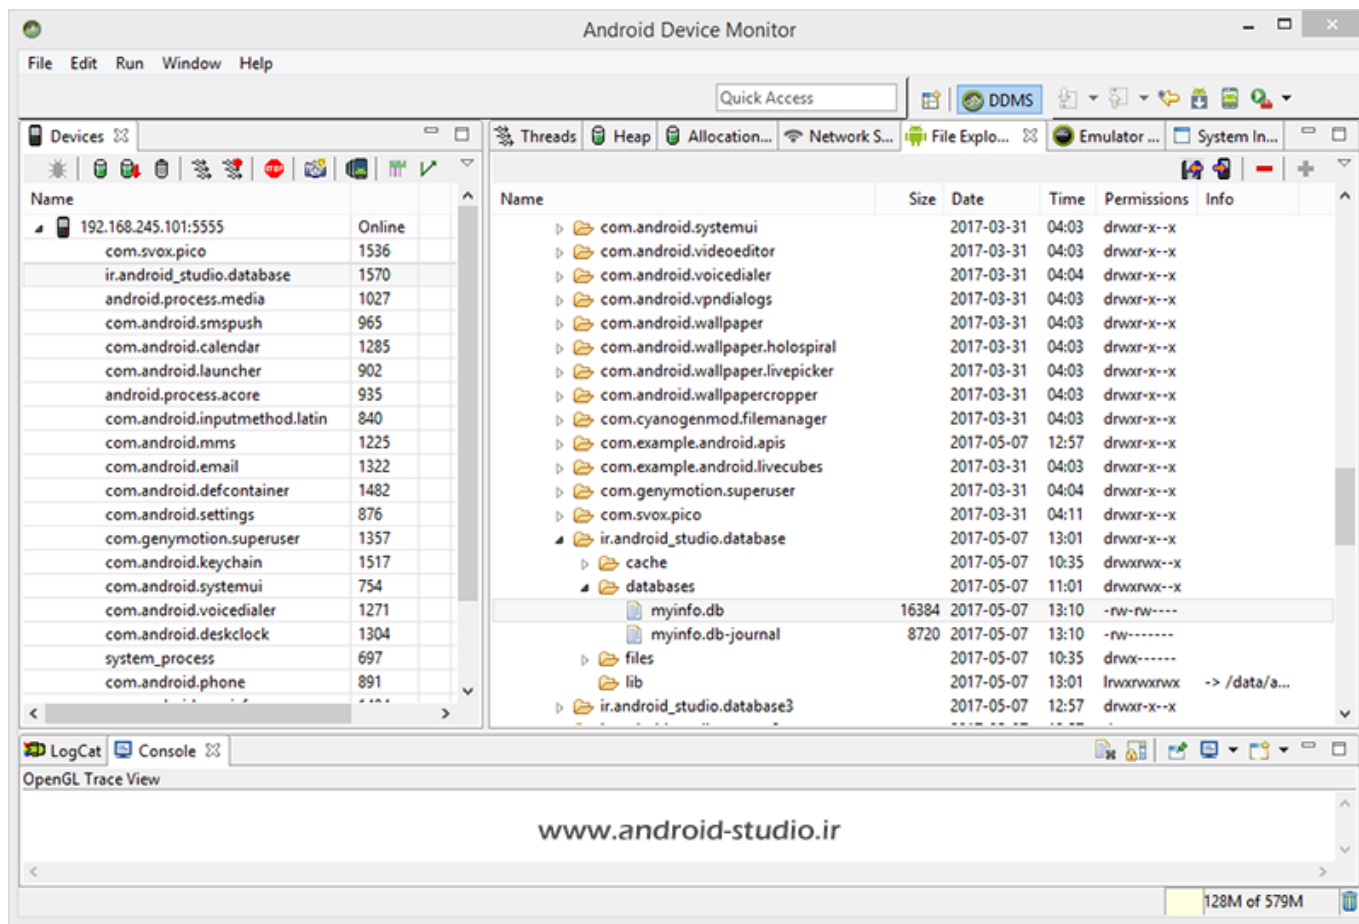 Android Device Monitor
File Edit Run Window Help
Quick Access DDMS
Devices
Name
192.168.245.101:5555 Online
com.svox.pico 1536
ir.android_studio.database 1570
android.process.media 1027
com.android.smspush 965
com.android.calendar 1285
com.android.launcher 902
android.process.acore 935
com.android.inputmethod.latin 840
com.android.mms 1225
com.android.email 1322
com.android.defcontainer 1482
com.android.settings 876
com.genymotion.superuser 1357
com.android.keychain 1517
com.android.systemui 754
com.android.voicedialer 1271
com.android.deskclock 1304
system_process 697
com.android.phone 891
Threads Heap Allocation... Network S... File Explo... Emulator ... System In...
Name Size Date Time Permissions Info
com.android.systemui 2017-03-31 04:03 drwxr-x--x
com.android.videoeditor 2017-03-31 04:03 drwxr-x--x
com.android.voicedialer 2017-03-31 04:04 drwxr-x--x
com.android.vpndialogs 2017-03-31 04:03 drwxr-x--x
com.android.wallpaper 2017-03-31 04:03 drwxr-x--x
com.android.wallpaper.holospiral 2017-03-31 04:03 drwxr-x--x
com.android.wallpaper.livepicker 2017-03-31 04:03 drwxr-x--x
com.android.wallpapercropper 2017-03-31 04:03 drwxr-x--x
com.cyanogenmod.filemanager 2017-03-31 04:03 drwxr-x--x
com.example.android.apis 2017-05-07 12:57 drwxr-x--x
com.example.android.livecubes 2017-03-31 04:03 drwxr-x--x
com.genymotion.superuser 2017-03-31 04:04 drwxr-x--x
com.svox.pico 2017-03-31 04:11 drwxr-x--x
ir.android_studio.database 2017-05-07 13:01 drwxr-x--x
cache 2017-05-07 10:35 drwxrwx--x
databases 2017-05-07 11:01 drwxrwx--x
myinfo.db 16384 2017-05-07 13:10 -rw-rw----
myinfo.db-journal 8720 2017-05-07 13:10 -rw-------
files 2017-05-07 10:35 drwx------
lib 2017-05-07 13:01 lrwxrwxrwx -> /data/a...
ir.android_studio.database3 2017-05-07 12:57 drwxr-x--x
LogCat Console
OpenGL Trace View
www.android-studio.ir
128M of 579M